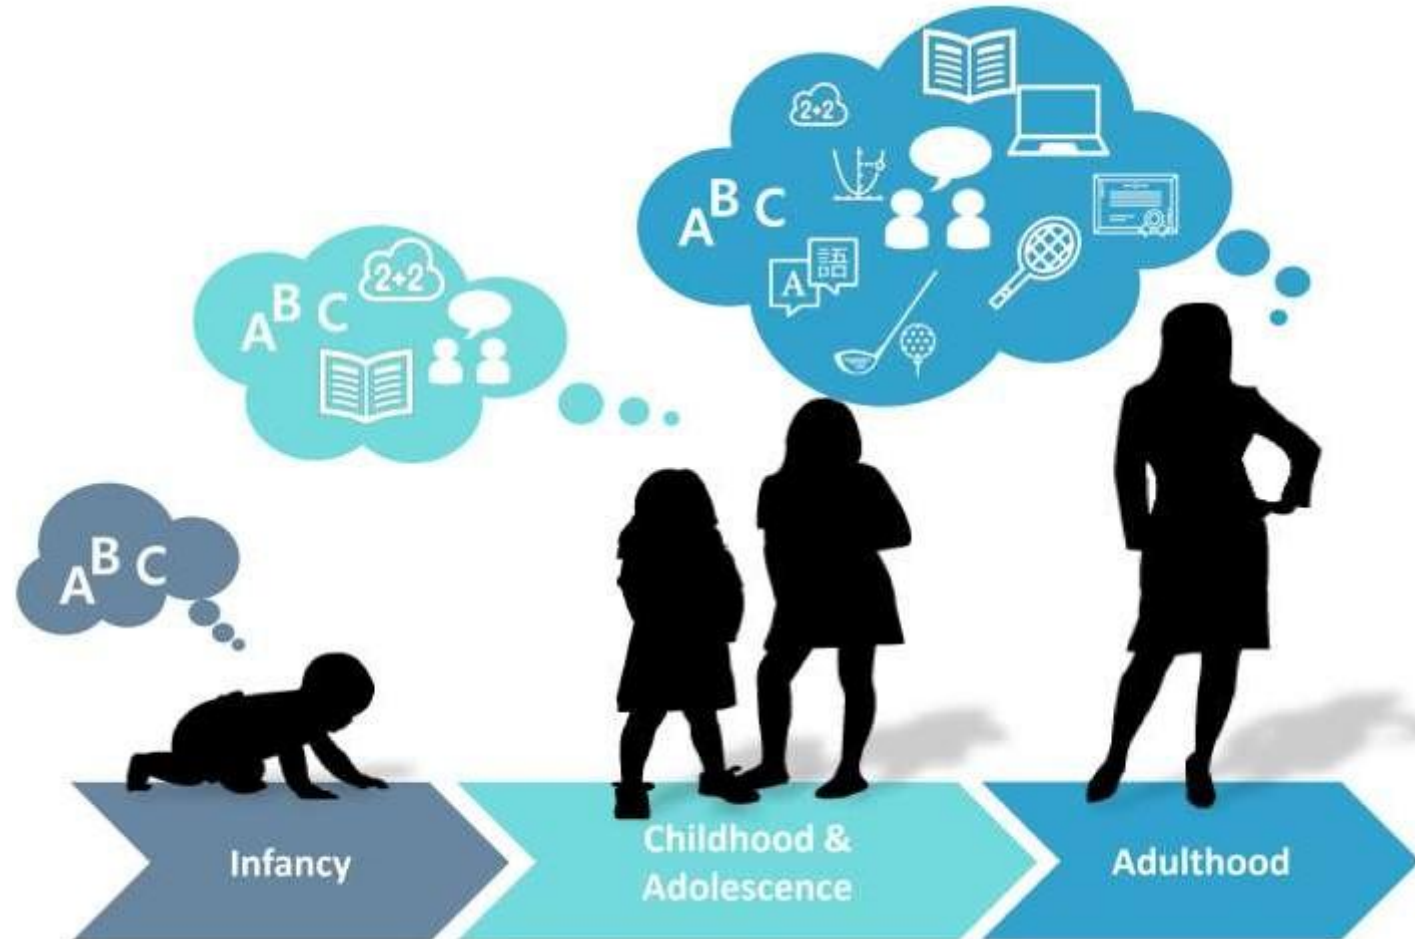 2+2
A B C
A 語
A B C
2+2
A B C
Infancy
Childhood &
Adolescence
Adulthood